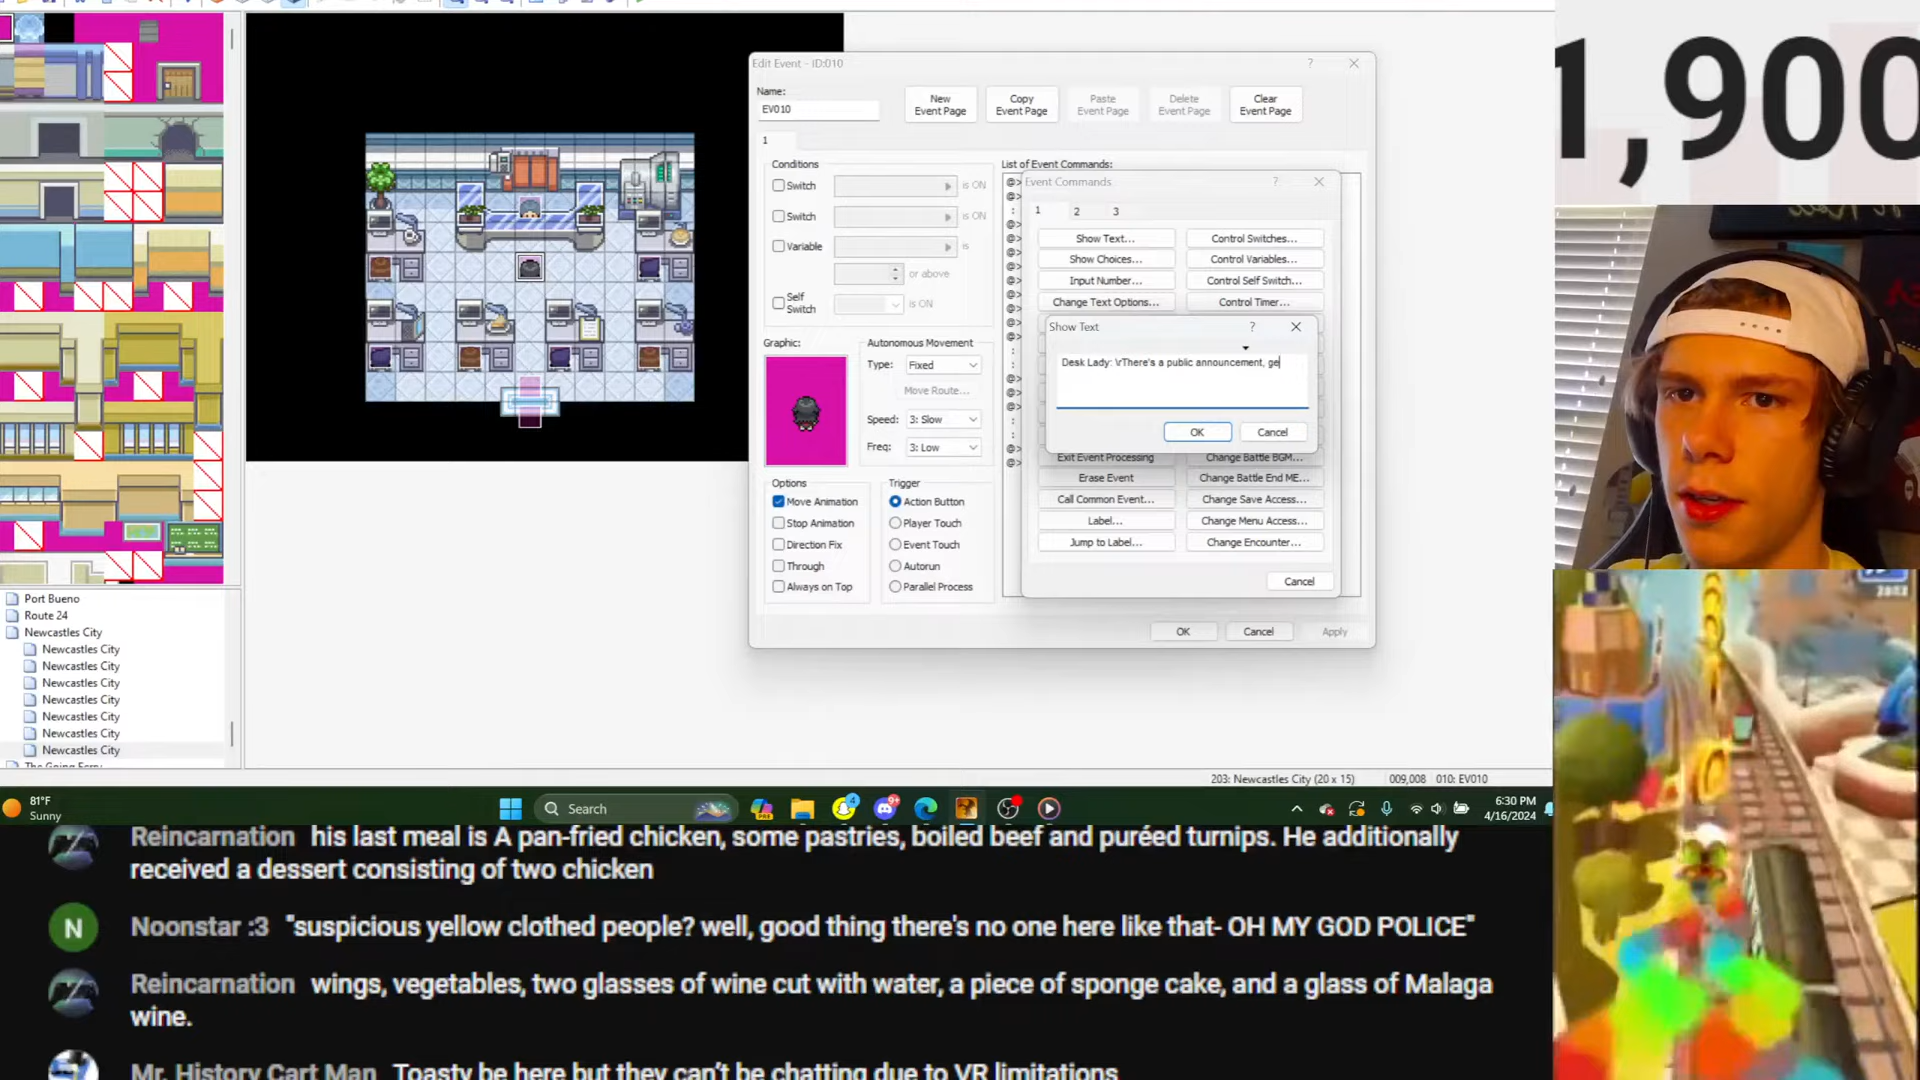 Edit Event - ID:010
?
Name:
EV010
New
Event Page
Copy
Event Page
Paste
Event Page
Delete
Event Page
Clear
Event Page
1
Conditions
Switch
is ON
Switch
is ON
Variable
is
or above
Self
Switch
is ON
Graphic:
Autonomous Movement
Type:
Fixed
Move Route...
Speed:
3: Slow
Freq:
3: Low
Options
Move Animation
Stop Animation
Direction Fix
Through
Always on Top
Trigger
Action Button
Player Touch
Event Touch
Autorun
Parallel Process
List of Event Commands:
Event Commands
?
1
2
3
Show Text...
Control Switches...
Show Choices...
Control Variables...
Input Number...
Control Self Switch...
Change Text Options...
Control Timer...
Show Text
?
Desk Lady: \rThere's a public announcement, ge
OK
Cancel
Exit Event Processing
Change Battle BGM...
Erase Event
Change Battle End ME...
Call Common Event...
Change Save Access...
Label...
Change Menu Access...
Jump to Label...
Change Encounter...
Cancel
OK
Cancel
Apply
1,900
Port Bueno
Route 24
Newcastles City
Newcastles City
Newcastles City
Newcastles City
Newcastles City
Newcastles City
Newcastles City
Newcastles City
The Going Ferry
203: Newcastles City (20 x 15)
009,008
010: EV010
81°F
Sunny
Search
6:30 PM
4/16/2024
Reincarnation his last meal is A pan-fried chicken, some pastries, boiled beef and puréed turnips. He additionally
received a dessert consisting of two chicken
N
Noonstar :3 "suspicious yellow clothed people? well, good thing there's no one here like that- OH MY GOD POLICE"
Reincarnation wings, vegetables, two glasses of wine cut with water, a piece of sponge cake, and a glass of Malaga
wine.
Mr. History Cart Man Toasty be here but they can't be chatting due to VR limitations